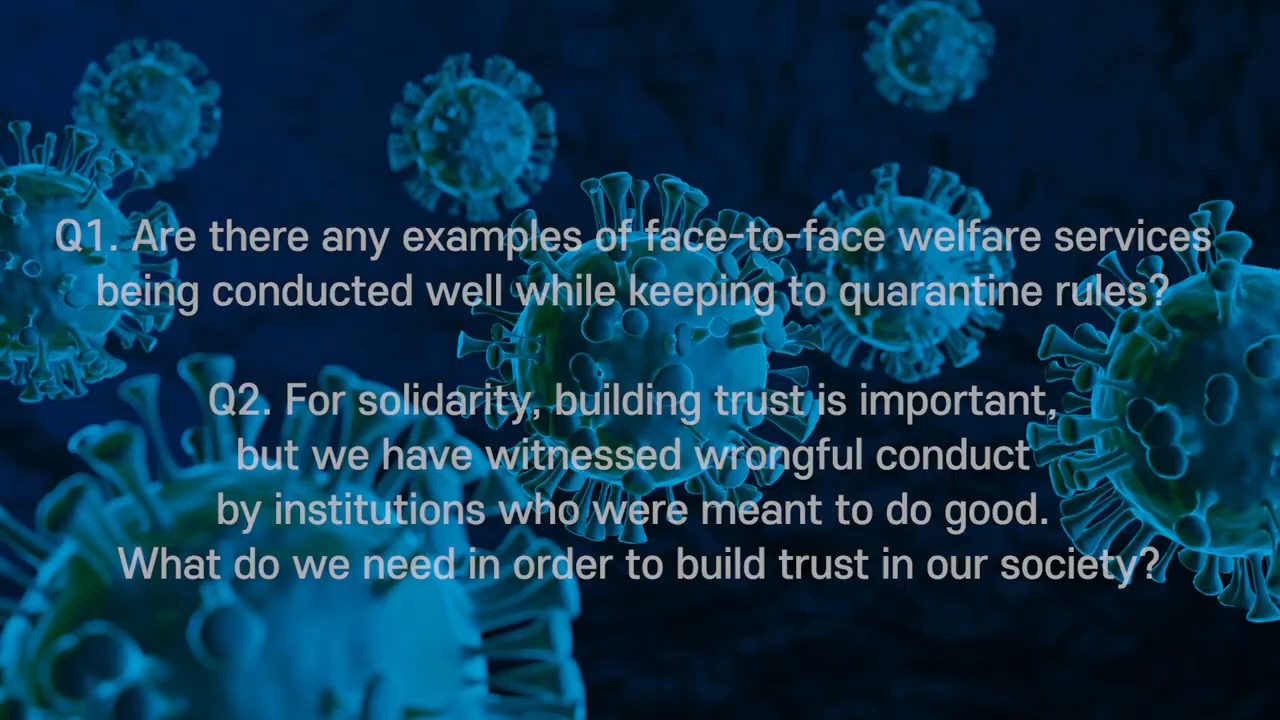 Q1. Are there any examples of face-to-face welfare services
being conducted well while keeping to quarantine rules?
Q2. For solidarity, building trust is important,
but we have witnessed wrongful conduct
by institutions who were meant to do good.
What do we need in order to build trust in our society?